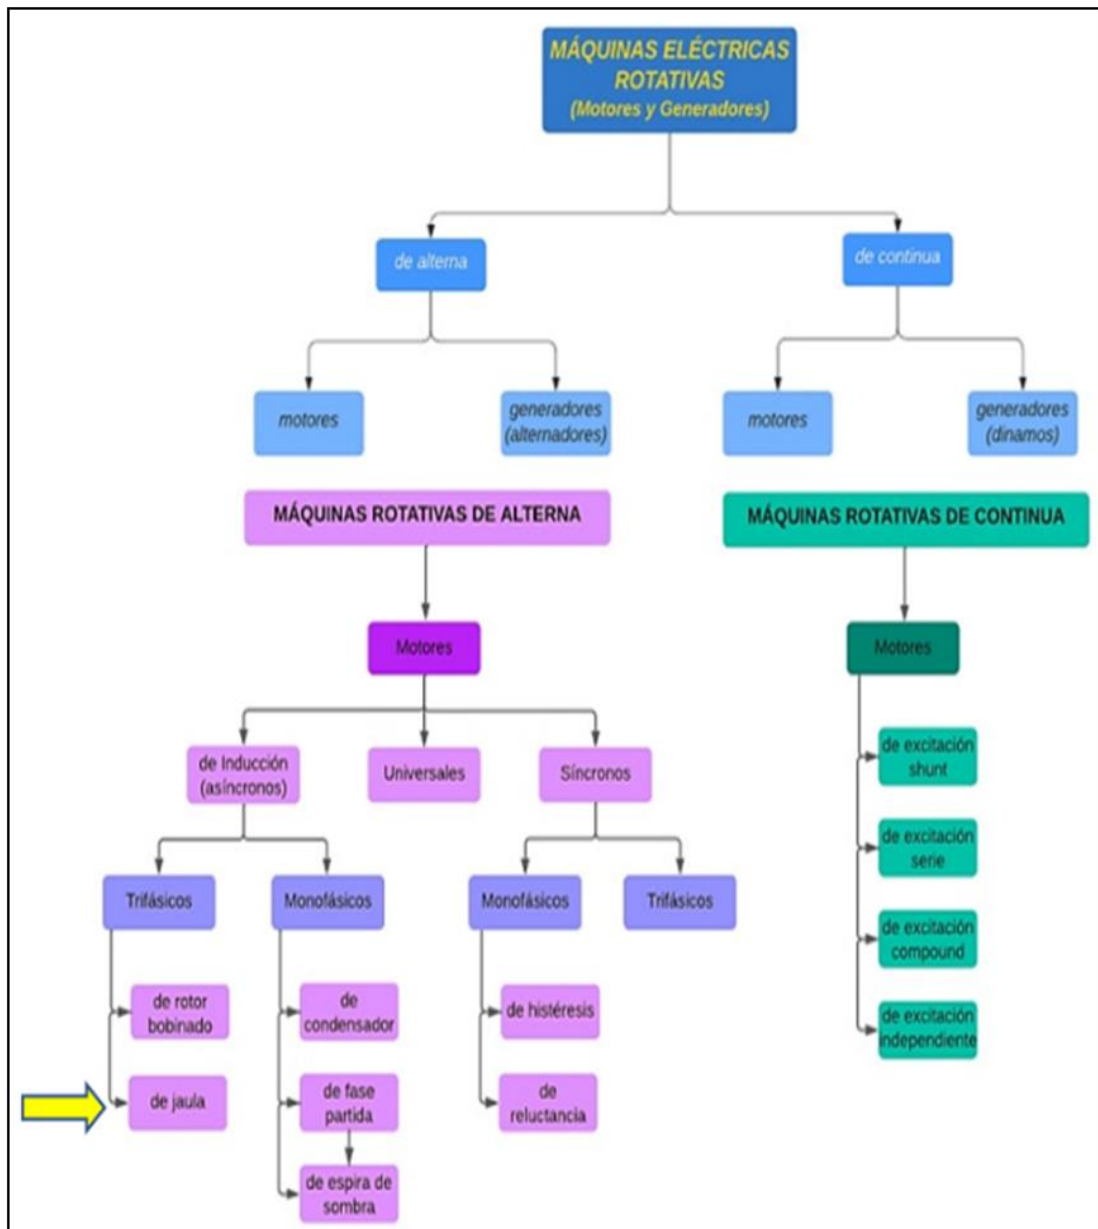 MÁQUINAS ELÉCTRICAS
ROTATIVAS
(Motores y Generadores)
de alterna
de continua
motores
generadores
(alternadores)
motores
generadores
(dinamos)
MÁQUINAS ROTATIVAS DE ALTERNA
MÁQUINAS ROTATIVAS DE CONTINUA
Motores
Motores
de Inducción
(asíncronos)
Universales
Síncronos
de excitación
shunt
de excitación
serie
Trifásicos
Monofásicos
Monofásicos
Trifásicos
de excitación
compound
de rotor
bobinado
de
condensador
de histéresis
de excitación
independiente
de jaula
de fase
partida
de
reluctancia
de espira de
sombra